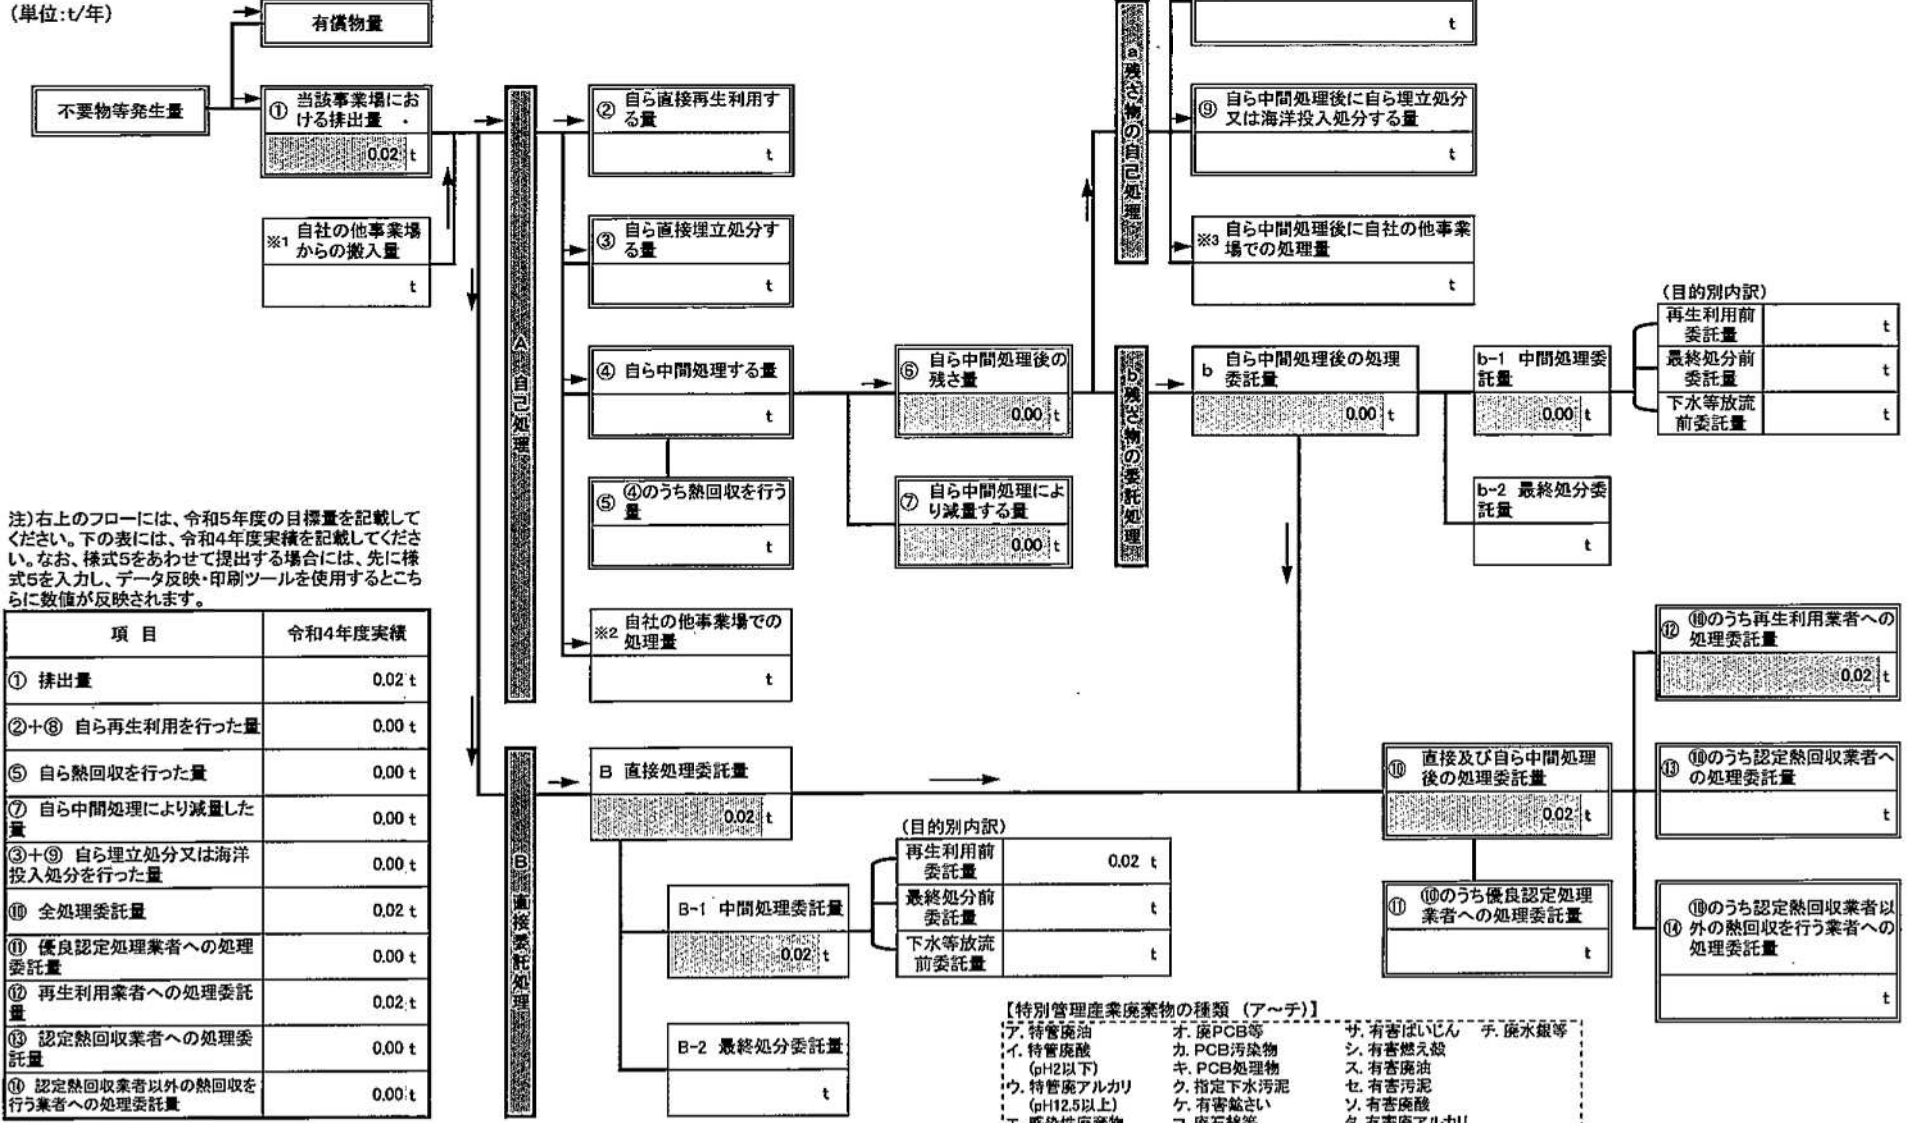 (単位:t/年)
有償物量
不要物等発生量
① 当該事業場にお
ける排出量
0.02 t
※1 自社の他事業場
からの搬入量
t
A 自己処理
② 自ら直接再生利用す
る量
t
③ 自ら直接埋立処分す
る量
t
④ 自ら中間処理する量
t
⑤ ④のうち熱回収を行う
量
t
※2 自社の他事業場での
処理量
t
⑥ 自ら中間処理後の
残さ量
0.00 t
⑦ 自ら中間処理によ
り減量する量
0.00 t
a 残さ物の自己処理
t
⑨ 自ら中間処理後に自ら埋立処分
又は海洋投入処分する量
t
※3 自ら中間処理後に自社の他事業
場での処理量
t
b 残さ物の委託処理
b 自ら中間処理後の処理
委託量
0.00 t
b-1 中間処理委
託量
0.00 t
b-2 最終処分委
託量
t
(目的別内訳)
再生利用前
委託量
t
最終処分前
委託量
t
下水等放流
前委託量
t
注)右上のフローには、令和5年度の目標量を記載して
ください。下の表には、令和4年度実績を記載してくださ
い。なお、様式5をあわせて提出する場合には、先に様
式5を入力し、データ反映・印刷ツールを使用するとこち
らに数値が反映されます。
項 目 令和4年度実績
① 排出量 0.02 t
②+⑧ 自ら再生利用を行った量 0.00 t
⑤ 自ら熱回収を行った量 0.00 t
⑦ 自ら中間処理により減量した
量 0.00 t
③+⑨ 自ら埋立処分又は海洋
投入処分を行った量 0.00 t
⑩ 全処理委託量 0.02 t
⑪ 優良認定処理業者への処理
委託量 0.00 t
⑫ 再生利用業者への処理委託
量 0.02 t
⑬ 認定熱回収業者への処理委
託量 0.00 t
⑭ 認定熱回収業者以外の熱回収を
行う業者への処理委託量 0.00 t
B 直接委託処理
B 直接処理委託量
0.02 t
B-1 中間処理委託量
0.02 t
B-2 最終処分委託量
t
(目的別内訳)
再生利用前
委託量
0.02 t
最終処分前
委託量
t
下水等放流
前委託量
t
⑩ 直接及び自ら中間処理
後の処理委託量
0.02 t
⑪ ⑩のうち優良認定処理
業者への処理委託量
t
⑫ ⑩のうち再生利用業者への
処理委託量
0.02 t
⑬ ⑩のうち認定熱回収業者へ
の処理委託量
t
⑭ ⑩のうち認定熱回収業者以
外の熱回収を行う業者への
処理委託量
t
【特別管理産業廃棄物の種類 (ア~チ)】
ア. 特管廃油 オ. 廃PCB等 サ. 有害ばいじん チ. 廃水銀等
イ. 特管廃酸 カ. PCB汚染物 シ. 有害燃え殻
(pH2以下) キ. PCB処理物 ス. 有害廃油
ウ. 特管廃アルカリ ク. 指定下水汚泥 セ. 有害汚泥
(pH12.5以上) ケ. 有害鉱さい ソ. 有害廃酸
エ. 感染性廃棄物 コ. 廃石綿等 タ. 有害廃アルカリ